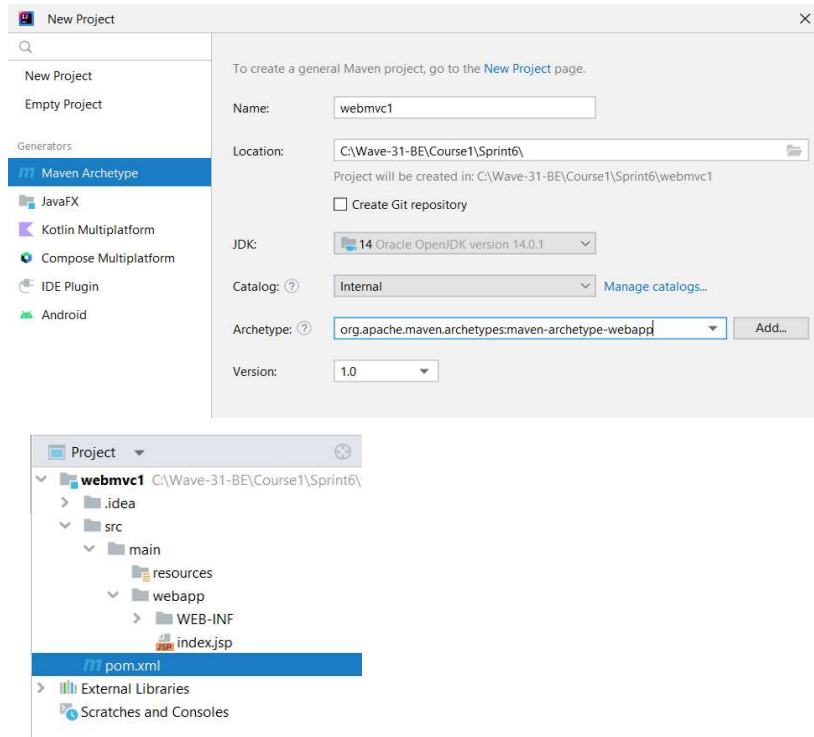 New Project
New Project
Empty Project
Generators
Maven Archetype
JavaFX
Kotlin Multiplatform
Compose Multiplatform
IDE Plugin
Android
To create a general Maven project, go to the New Project page.
Name: webmvc1
Location: C:\Wave-31-BE\Course1\Sprint6\
Project will be created in: C:\Wave-31-BE\Course1\Sprint6\webmvc1
Create Git repository
JDK: 14 Oracle OpenJDK version 14.0.1
Catalog: ? Internal Manage catalogs...
Archetype: ? org.apache.maven.archetypes:maven-archetype-webapp Add...
Version: 1.0
Project
webmvc1 C:\Wave-31-BE\Course1\Sprint6\
.idea
src
main
resources
webapp
WEB-INF
JSP index.jsp
m pom.xml
External Libraries
Scratches and Consoles